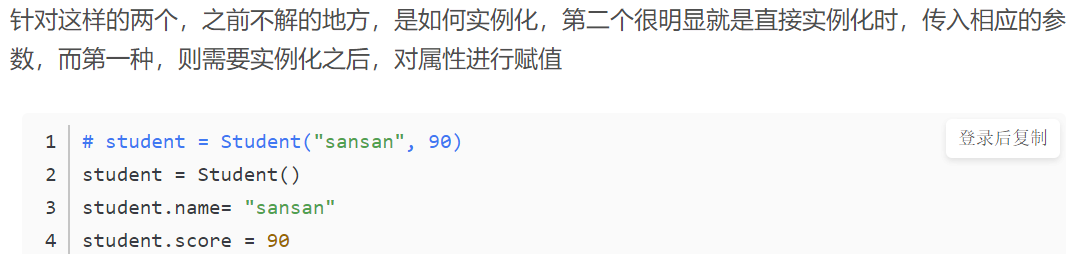 针对这样的两个，之前不解的地方，是如何实例化，第二个很明显就是直接实例化时，传入相应的参
数，而第一种，则需要实例化之后，对属性进行赋值
登录后复制
1 # student = Student("sansan", 90)
2 student = Student()
3 student.name= "sansan"
4 student.score = 90